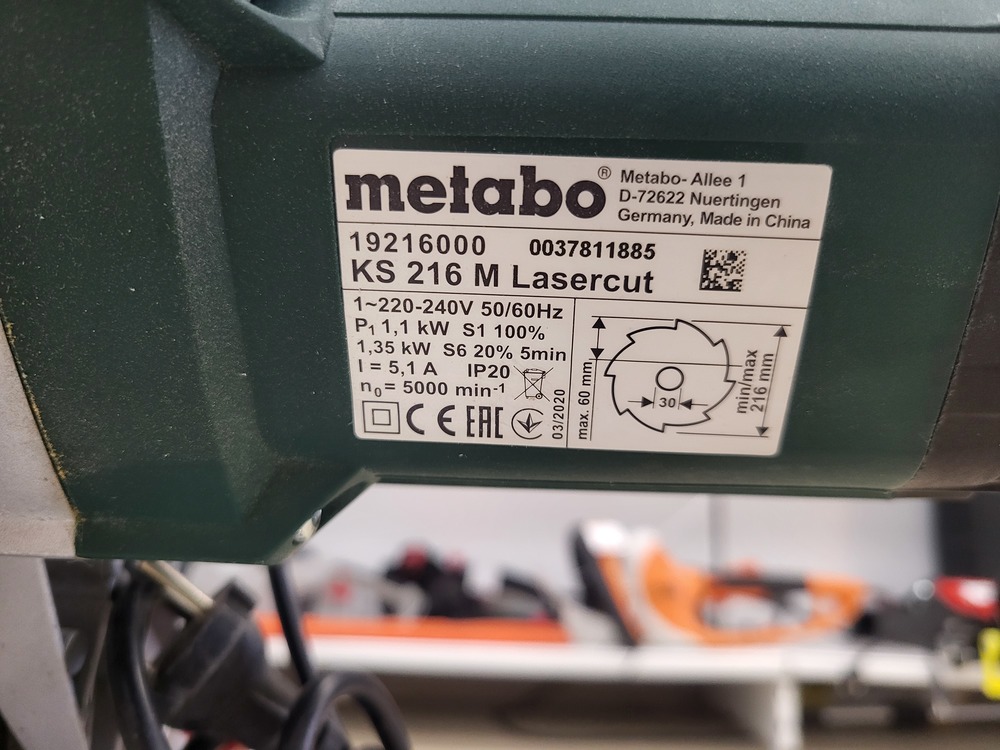 metabo®
Metabo- Allee 1
D-72622 Nuertingen
Germany, Made in China
19216000 0037811885
KS 216 M Lasercut
1~220-240V 50/60Hz
P₁ 1,1 kW S1 100%
1,35 kW S6 20% 5min
I = 5,1 A IP20
n₀ = 5000 min⁻¹
CE EAC
03/2020
max. 60 mm
30
min/max
216 mm